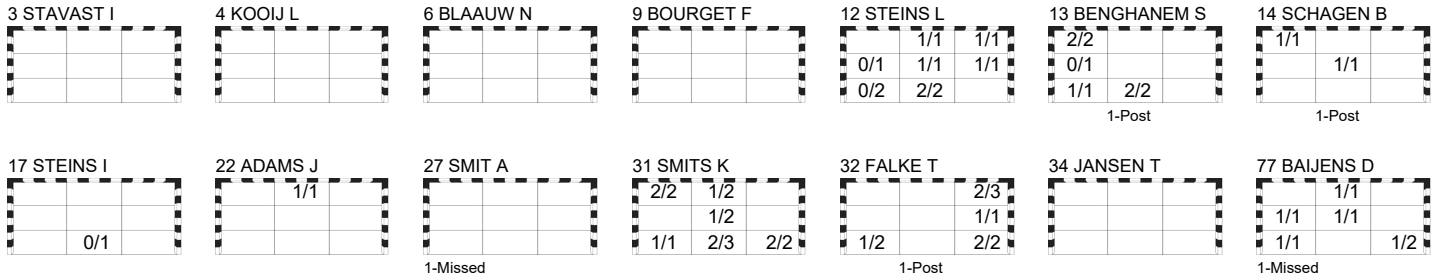 3 STAVAST I 4 KOOIJ L 6 BLAAUW N 9 BOURGET F 12 STEINS L 13 BENGHANEM S 14 SCHAGEN B
1/1 1/1 2/2 1/1
0/1 1/1 1/1 0/1 1/1
0/2 2/2 1/1 2/2
1-Post 1-Post
17 STEINS I 22 ADAMS J 27 SMIT A 31 SMITS K 32 FALKE T 34 JANSEN T 77 BAIJENS D
1/1 2/2 1/2 2/3 1/1
1/2 1/1 1/1 1/1
0/1 1/1 2/3 2/2 1/2 2/2 1/1 1/2
1-Missed 1-Post 1-Missed